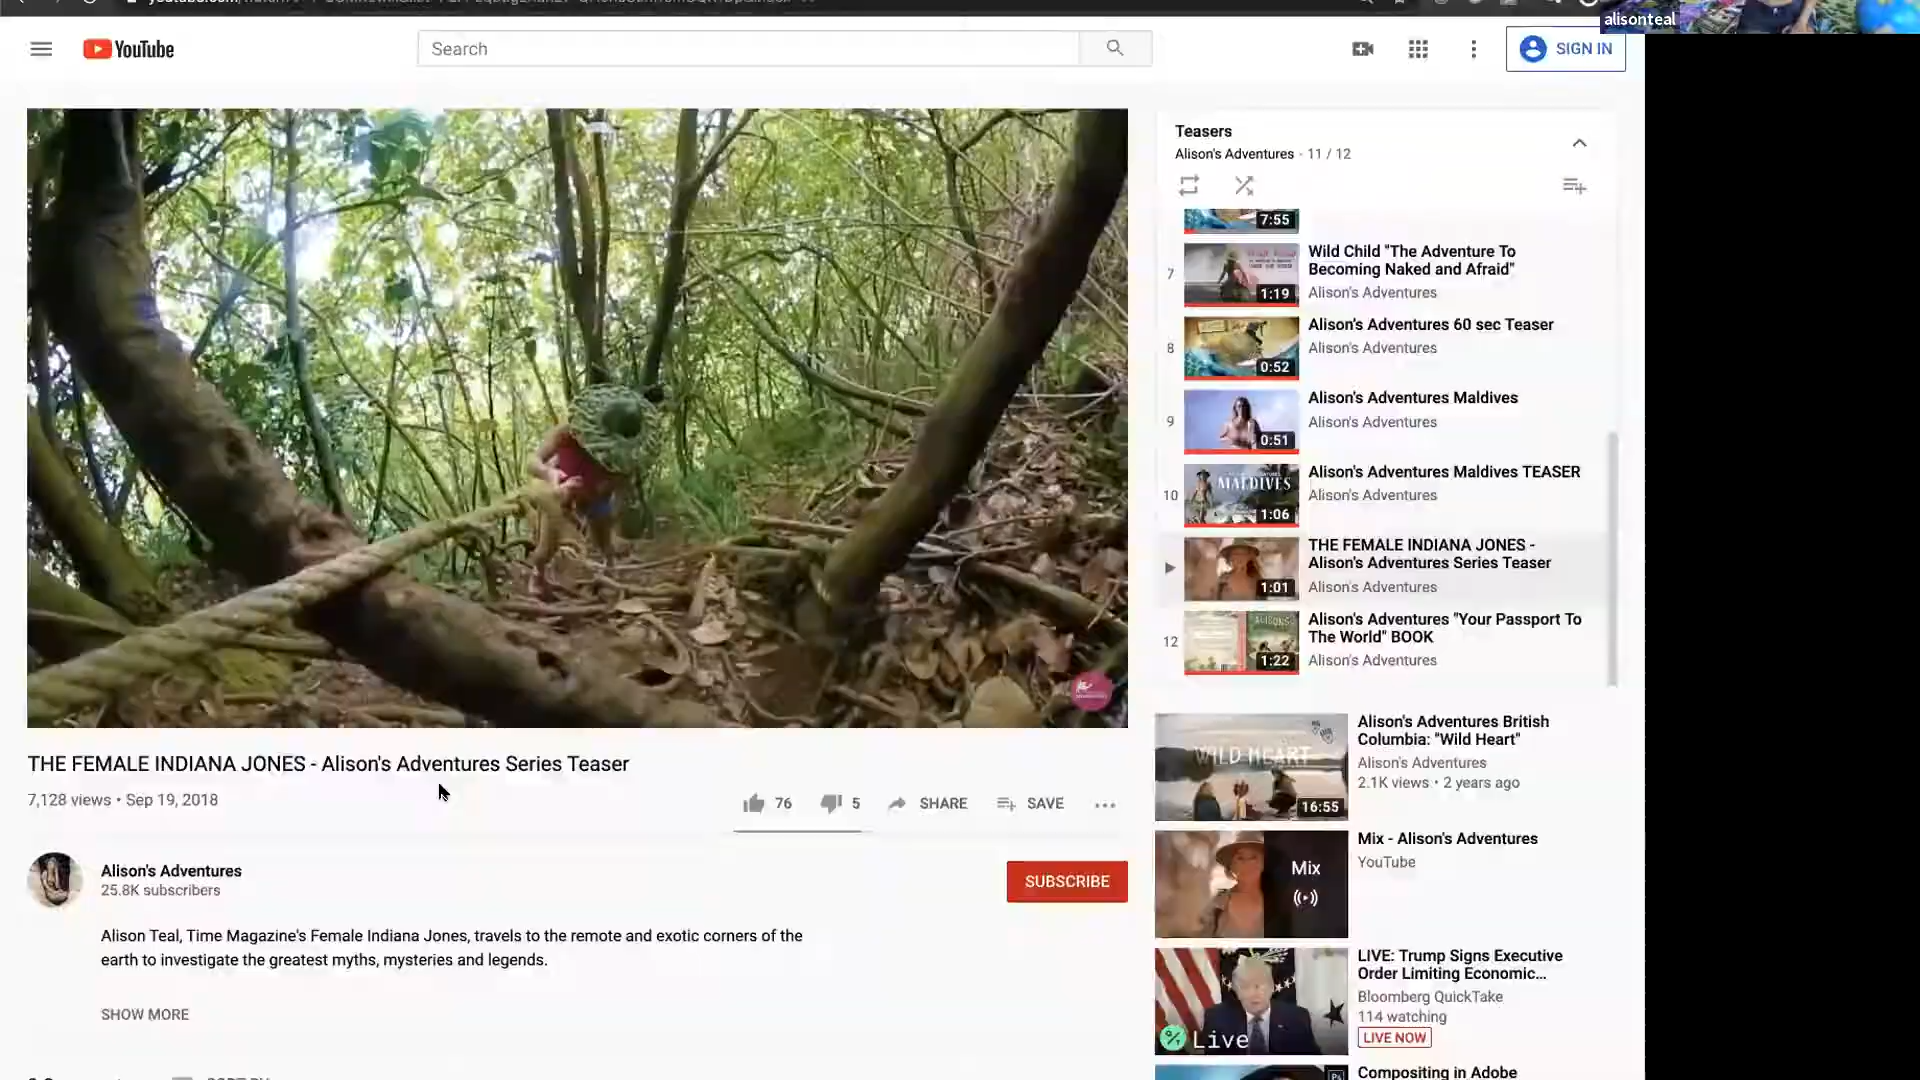 alisonteal
YouTube
Search
SIGN IN
Teasers
Alison's Adventures · 11 / 12
7:55
7
1:19
Wild Child "The Adventure To
Becoming Naked and Afraid"
Alison's Adventures
8
0:52
Alison's Adventures 60 sec Teaser
Alison's Adventures
9
0:51
Alison's Adventures Maldives
Alison's Adventures
10
MALDIVES
1:06
Alison's Adventures Maldives TEASER
Alison's Adventures
1:01
THE FEMALE INDIANA JONES -
Alison's Adventures Series Teaser
Alison's Adventures
12
1:22
Alison's Adventures "Your Passport To
The World" BOOK
Alison's Adventures
THE FEMALE INDIANA JONES - Alison's Adventures Series Teaser
7,128 views • Sep 19, 2018
76
5
SHARE
SAVE
Alison's Adventures
25.8K subscribers
SUBSCRIBE
Alison Teal, Time Magazine's Female Indiana Jones, travels to the remote and exotic corners of the
earth to investigate the greatest myths, mysteries and legends.
SHOW MORE
WILD HEART
16:55
Alison's Adventures British
Columbia: "Wild Heart"
Alison's Adventures
2.1K views • 2 years ago
Mix
Mix - Alison's Adventures
YouTube
Live
LIVE: Trump Signs Executive
Order Limiting Economic...
Bloomberg QuickTake
114 watching
LIVE NOW
Ps
Compositing in Adobe